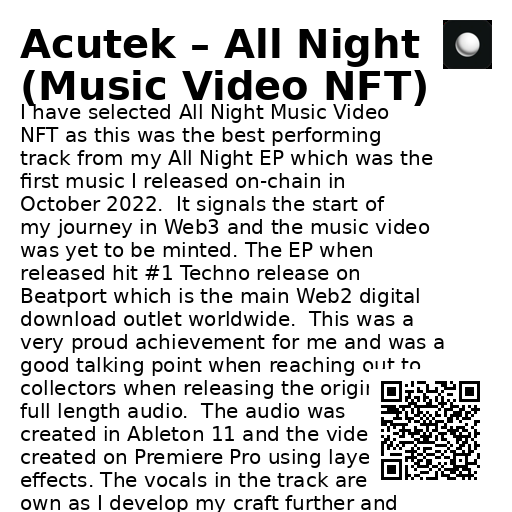 Acutek – All Night
(Music Video NFT)
I have selected All Night Music Video
NFT as this was the best performing
track from my All Night EP which was the
first music I released on-chain in
October 2022.  It signals the start of
my journey in Web3 and the music video
was yet to be minted. The EP when
released hit #1 Techno release on
Beatport which is the main Web2 digital
download outlet worldwide.  This was a
very proud achievement for me and was a
good talking point when reaching out to
collectors when releasing the
full length audio.  The audio was
created in Ableton 11 and the
created on Premiere Pro using
effects. The vocals in the track are
own as I develop my craft further and